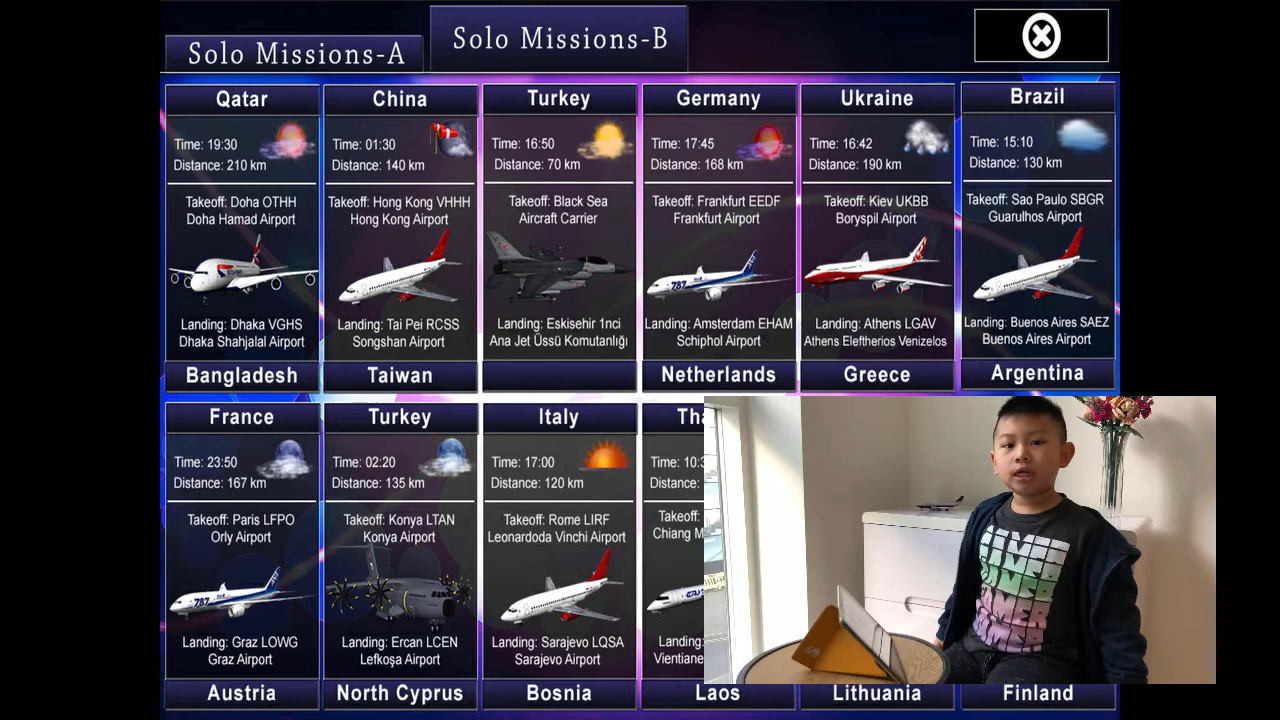 Solo Missions-A
Solo Missions-B
Qatar
Time: 19:30
Distance: 210 km
Takeoff: Doha OTHH
Doha Hamad Airport
Landing: Dhaka VGHS
Dhaka Shahjalal Airport
Bangladesh
China
Time: 01:30
Distance: 140 km
Takeoff: Hong Kong VHHH
Hong Kong Airport
Landing: Tai Pei RCSS
Songshan Airport
Taiwan
Turkey
Time: 16:50
Distance: 70 km
Takeoff: Black Sea
Aircraft Carrier
Landing: Eskisehir 1nci
Ana Jet Üssü Komutanlığı
Germany
Time: 17:45
Distance: 168 km
Takeoff: Frankfurt EEDF
Frankfurt Airport
787
Landing: Amsterdam EHAM
Schiphol Airport
Netherlands
Ukraine
Time: 16:42
Distance: 190 km
Takeoff: Kiev UKBB
Boryspil Airport
Landing: Athens LGAV
Athens Eleftherios Venizelos
Greece
Brazil
Time: 15:10
Distance: 130 km
Takeoff: Sao Paulo SBGR
Guarulhos Airport
Landing: Buenos Aires SAEZ
Buenos Aires Airport
Argentina
France
Time: 23:50
Distance: 167 km
Takeoff: Paris LFPO
Orly Airport
787
Landing: Graz LOWG
Graz Airport
Austria
Turkey
Time: 02:20
Distance: 135 km
Takeoff: Konya LTAN
Konya Airport
Landing: Ercan LCEN
Lefkoşa Airport
North Cyprus
Italy
Time: 17:00
Distance: 120 km
Takeoff: Rome LIRF
Leonardoda Vinchi Airport
Landing: Sarajevo LQSA
Sarajevo Airport
Bosnia
Tha
Time: 10:3
Distance:
Takeoff:
Chiang M
Landing:
Vientiane
Laos
Lithuania
Finland